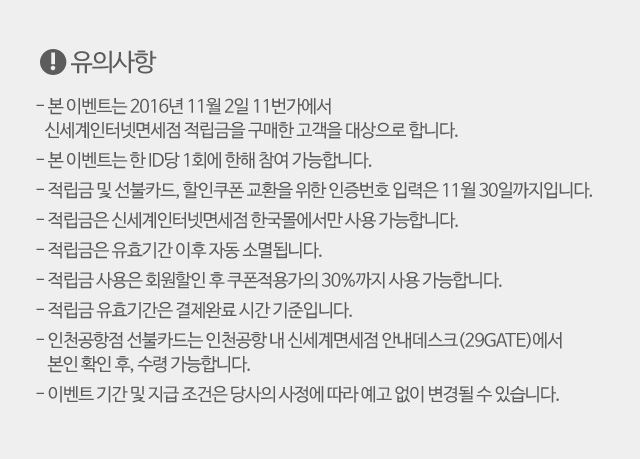 ! 유의사항
- 본 이벤트는 2016년 11월 2일 11번가에서
신세계인터넷면세점 적립금을 구매한 고객을 대상으로 합니다.
- 본 이벤트는 한 ID당 1회에 한해 참여 가능합니다.
- 적립금 및 선불카드, 할인쿠폰 교환을 위한 인증번호 입력은 11월 30일까지입니다.
- 적립금은 신세계인터넷면세점 한국몰에서만 사용 가능합니다.
- 적립금은 유효기간 이후 자동 소멸됩니다.
- 적립금 사용은 회원할인 후 쿠폰적용가의 30%까지 사용 가능합니다.
- 적립금 유효기간은 결제완료 시간 기준입니다.
- 인천공항점 선불카드는 인천공항 내 신세계면세점 안내데스크(29GATE)에서
본인 확인 후, 수령 가능합니다.
- 이벤트 기간 및 지급 조건은 당사의 사정에 따라 예고 없이 변경될 수 있습니다.